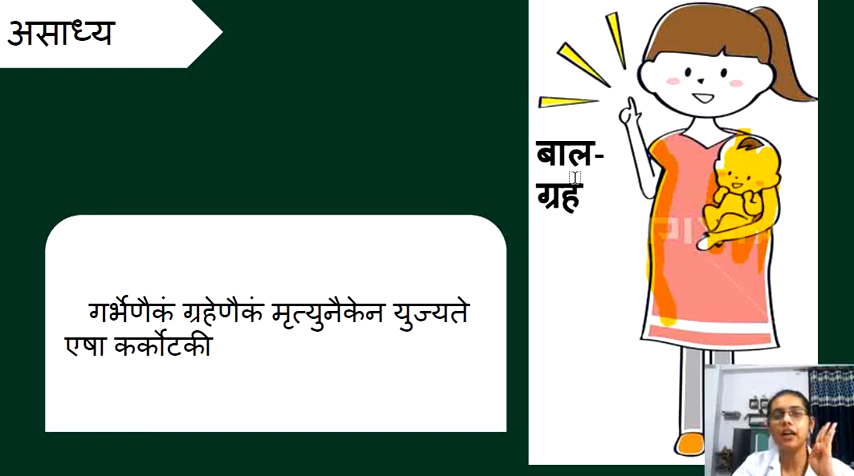 असाध्य
बाल-
ग्रह
गर्भेणैकं ग्रहेणैकं मृत्युनैकेन युज्यते
एषा कर्कोटकी